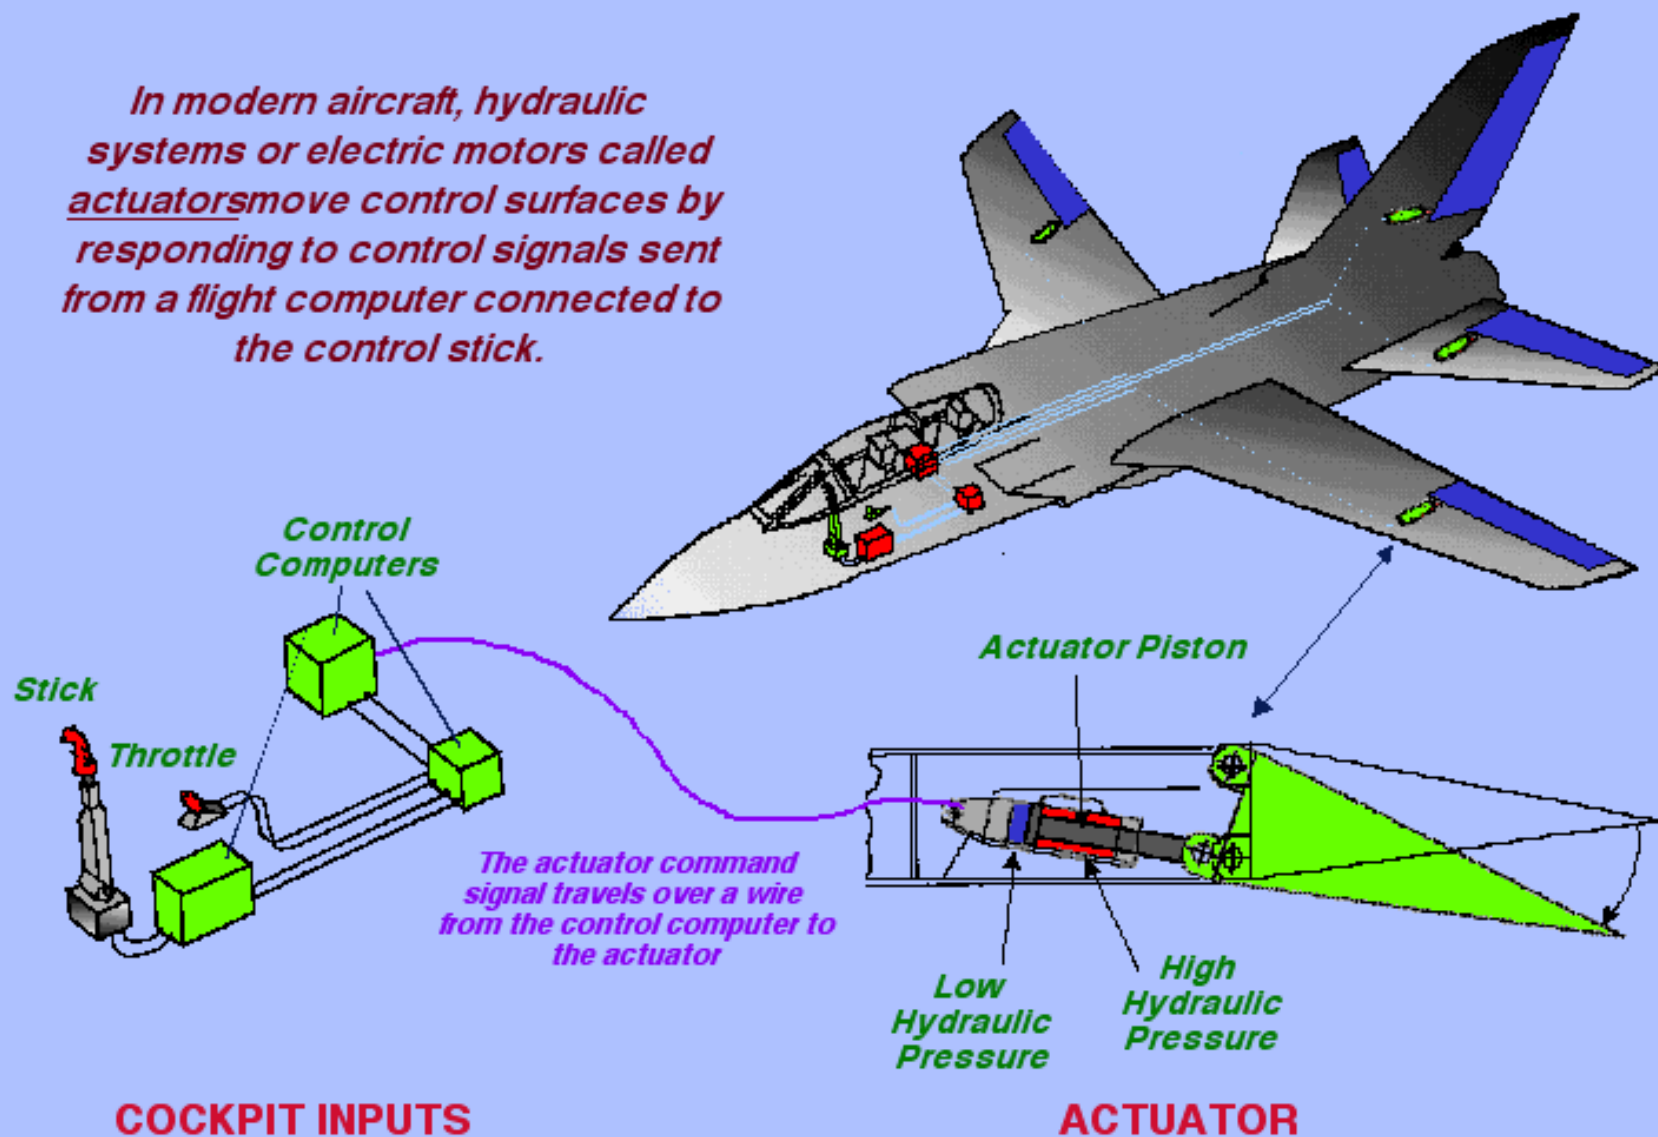 In modern aircraft, hydraulic
systems or electric motors called
actuatorsmove control surfaces by
responding to control signals sent
from a flight computer connected to
the control stick.
Control
Computers
Stick
Throttle
Actuator Piston
The actuator command
signal travels over a wire
from the control computer to
the actuator
Low
Hydraulic
Pressure
High
Hydraulic
Pressure
COCKPIT INPUTS
ACTUATOR